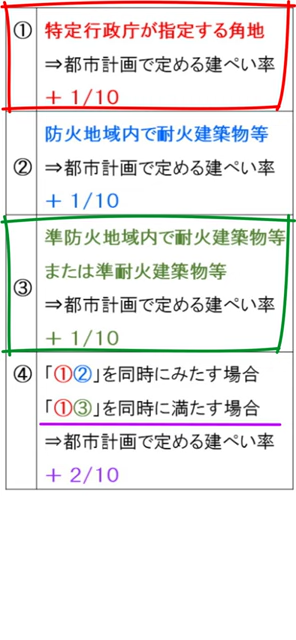 ① 特定行政庁が指定する角地
⇒都市計画で定める建ぺい率
+ 1/10
防火地域内で耐火建築物等
② ⇒都市計画で定める建ぺい率
+ 1/10
準防火地域内で耐火建築物等
または準耐火建築物等
③
⇒都市計画で定める建ぺい率
+ 1/10
④ 「①②」を同時にみたす場合
「①③」を同時に満たす場合
⇒都市計画で定める建ぺい率
+ 2/10